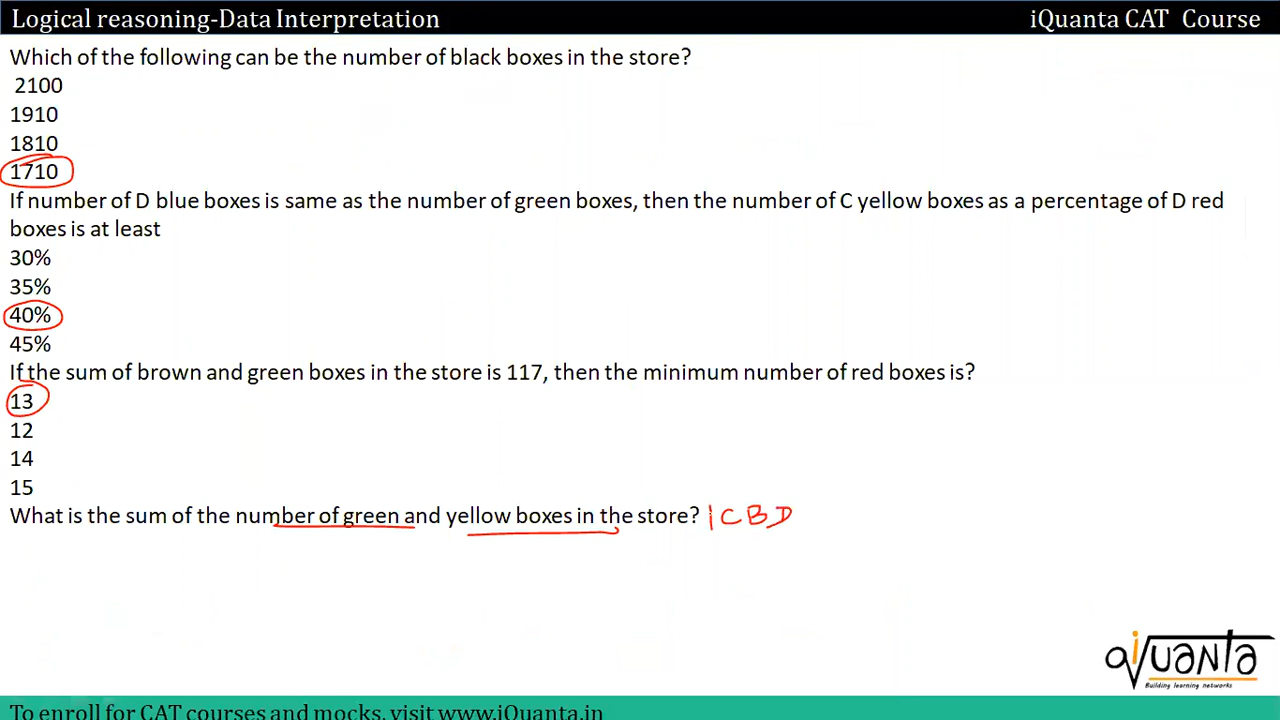 Logical reasoning-Data Interpretation
iQuanta CAT Course
Which of the following can be the number of black boxes in the store?
2100
1910
1810
1710
If number of D blue boxes is same as the number of green boxes, then the number of C yellow boxes as a percentage of D red
boxes is at least
30%
35%
40%
45%
If the sum of brown and green boxes in the store is 117, then the minimum number of red boxes is?
13
12
14
15
What is the sum of the number of green and yellow boxes in the store? | C B D
iQuanta
Building learning networks
To enroll for CAT courses and mocks, visit www.iQuanta.in